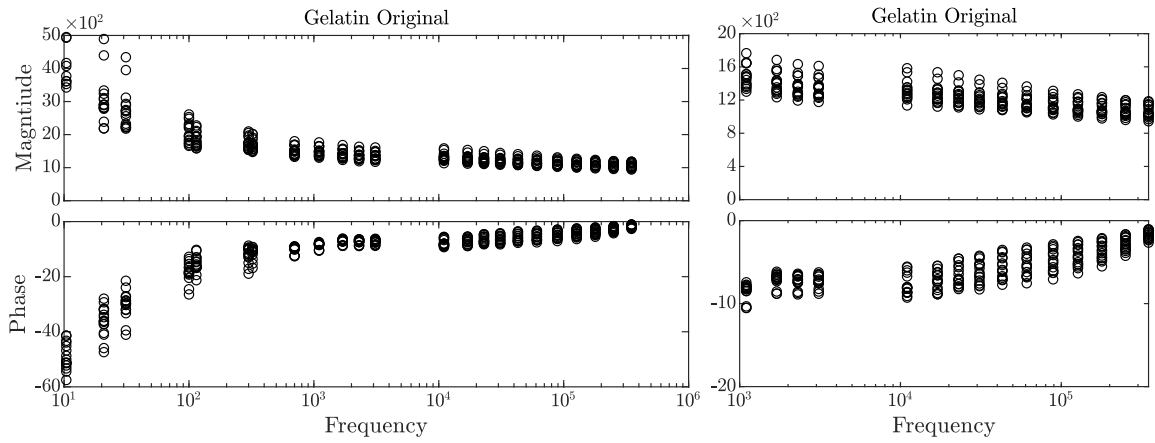 Gelatin Original
×10²
50
40
30
20
10
0
Magntiude
0
-20
-40
-60
Phase
10¹ 10² 10³ 10⁴ 10⁵ 10⁶
Frequency
Gelatin Original
×10²
20
16
12
8
4
0
0
-10
-20
10³ 10⁴ 10⁵
Frequency